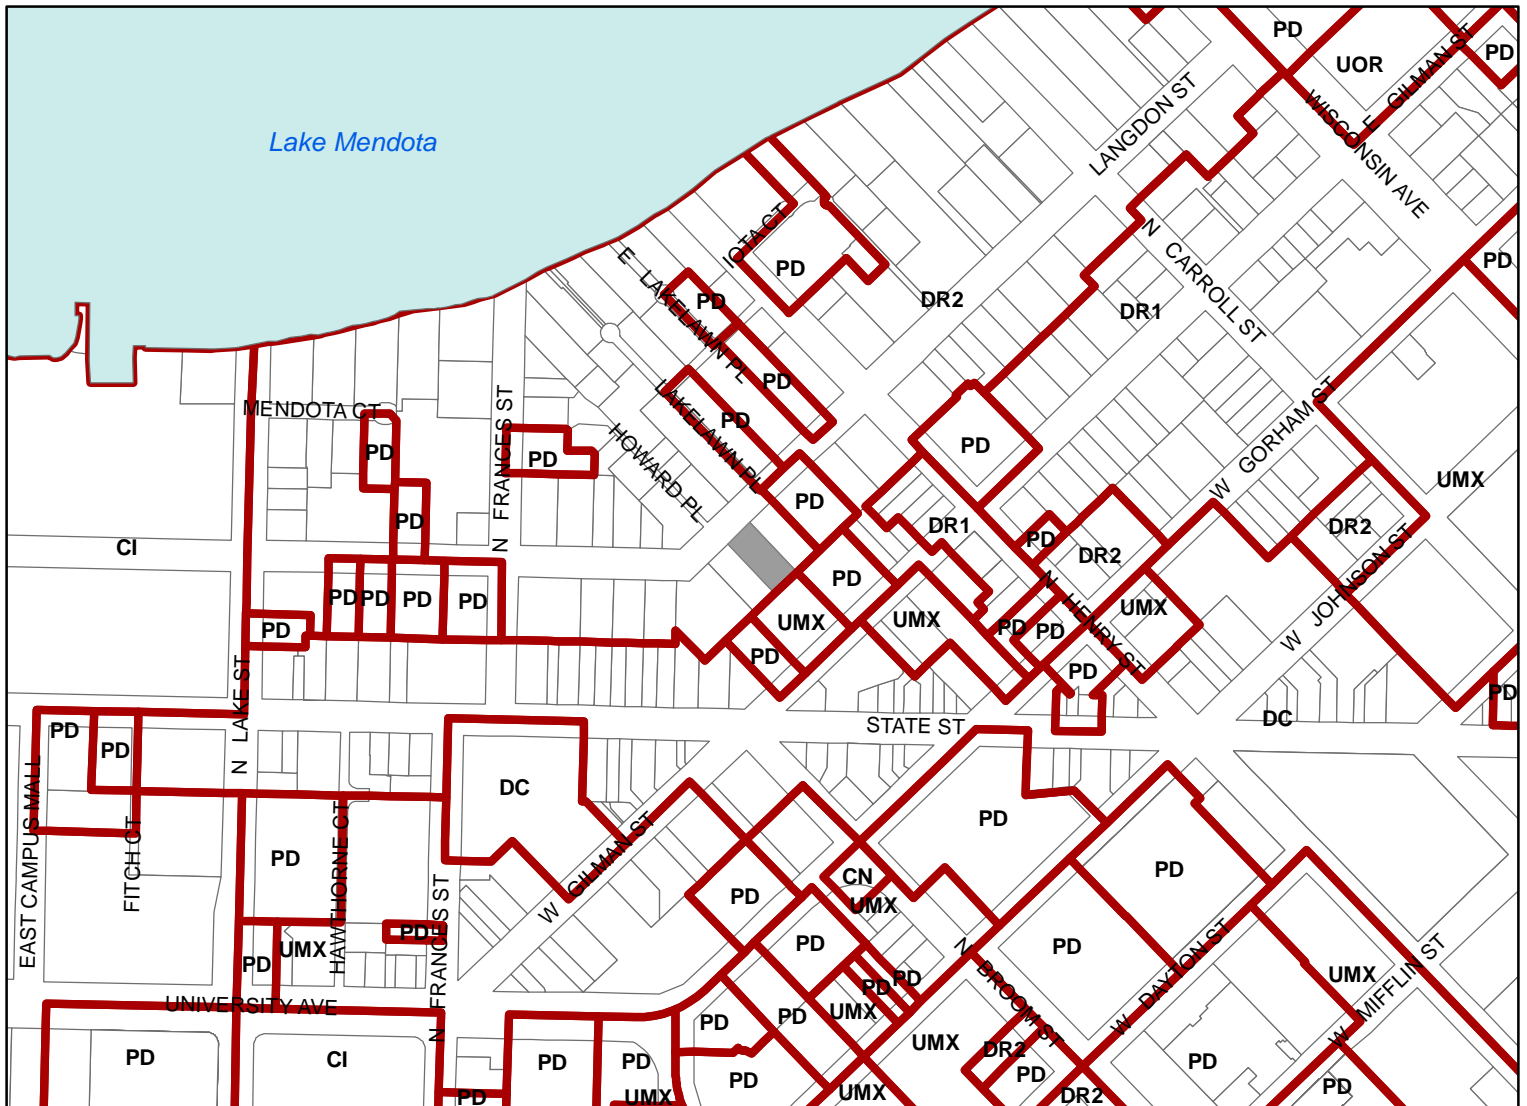 PD
UOR
PD
LANGDON ST
E GILMAN ST
WISCONSIN AVE
Lake Mendota
IOTA CT
E LAKELAWN PL
PD
PD
DR2
N CARROLL ST
DR1
PD
PD
LAKELAWN PL
PD
MENDOTA CT
N FRANCES ST
PD
PD
HOWARD PL
PD
W GORHAM ST
UMX
PD
PD
PD
DR1
PD
DR2
DR2
CI
PD
PD
PD
PD
PD
PD
UMX
UMX
PD
PD
N HENRY ST
UMX
W JOHNSON ST
PD
PD
PD
PD
N LAKE ST
STATE ST
DC
PD
PD
DC
EAST CAMPUS MALL
FITCH CT
PD
HAWTHORNE CT
N FRANCES ST
W GILMAN ST
PD
PD
CN
UMX
PD
PD
UMX
PD
PD
PD
PD
PD
N BROOM ST
PD
W DAYTON ST
UMX
W MIFFLIN ST
UNIVERSITY AVE
PD
CI
PD
PD
PD
PD
UMX
UMX
DR2
PD
PD
PD
PD
UMX
PD
UMX
DR2